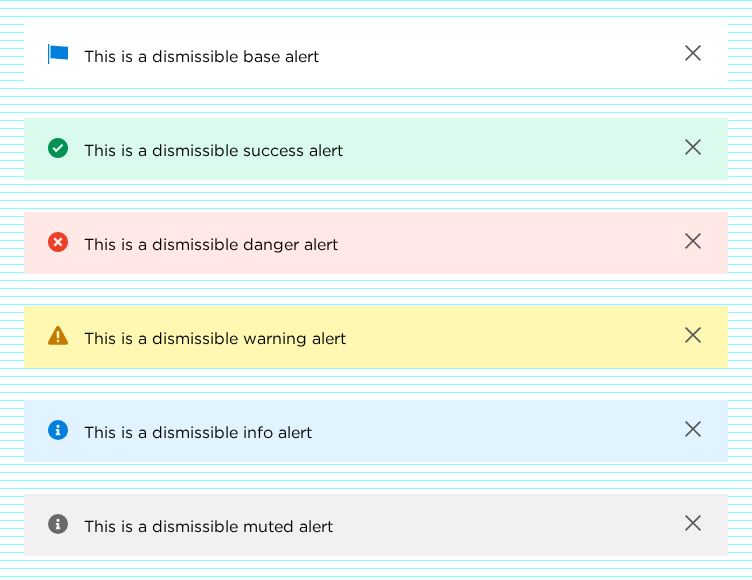 This is a dismissible base alert
This is a dismissible success alert
This is a dismissible danger alert
This is a dismissible warning alert
This is a dismissible info alert
This is a dismissible muted alert